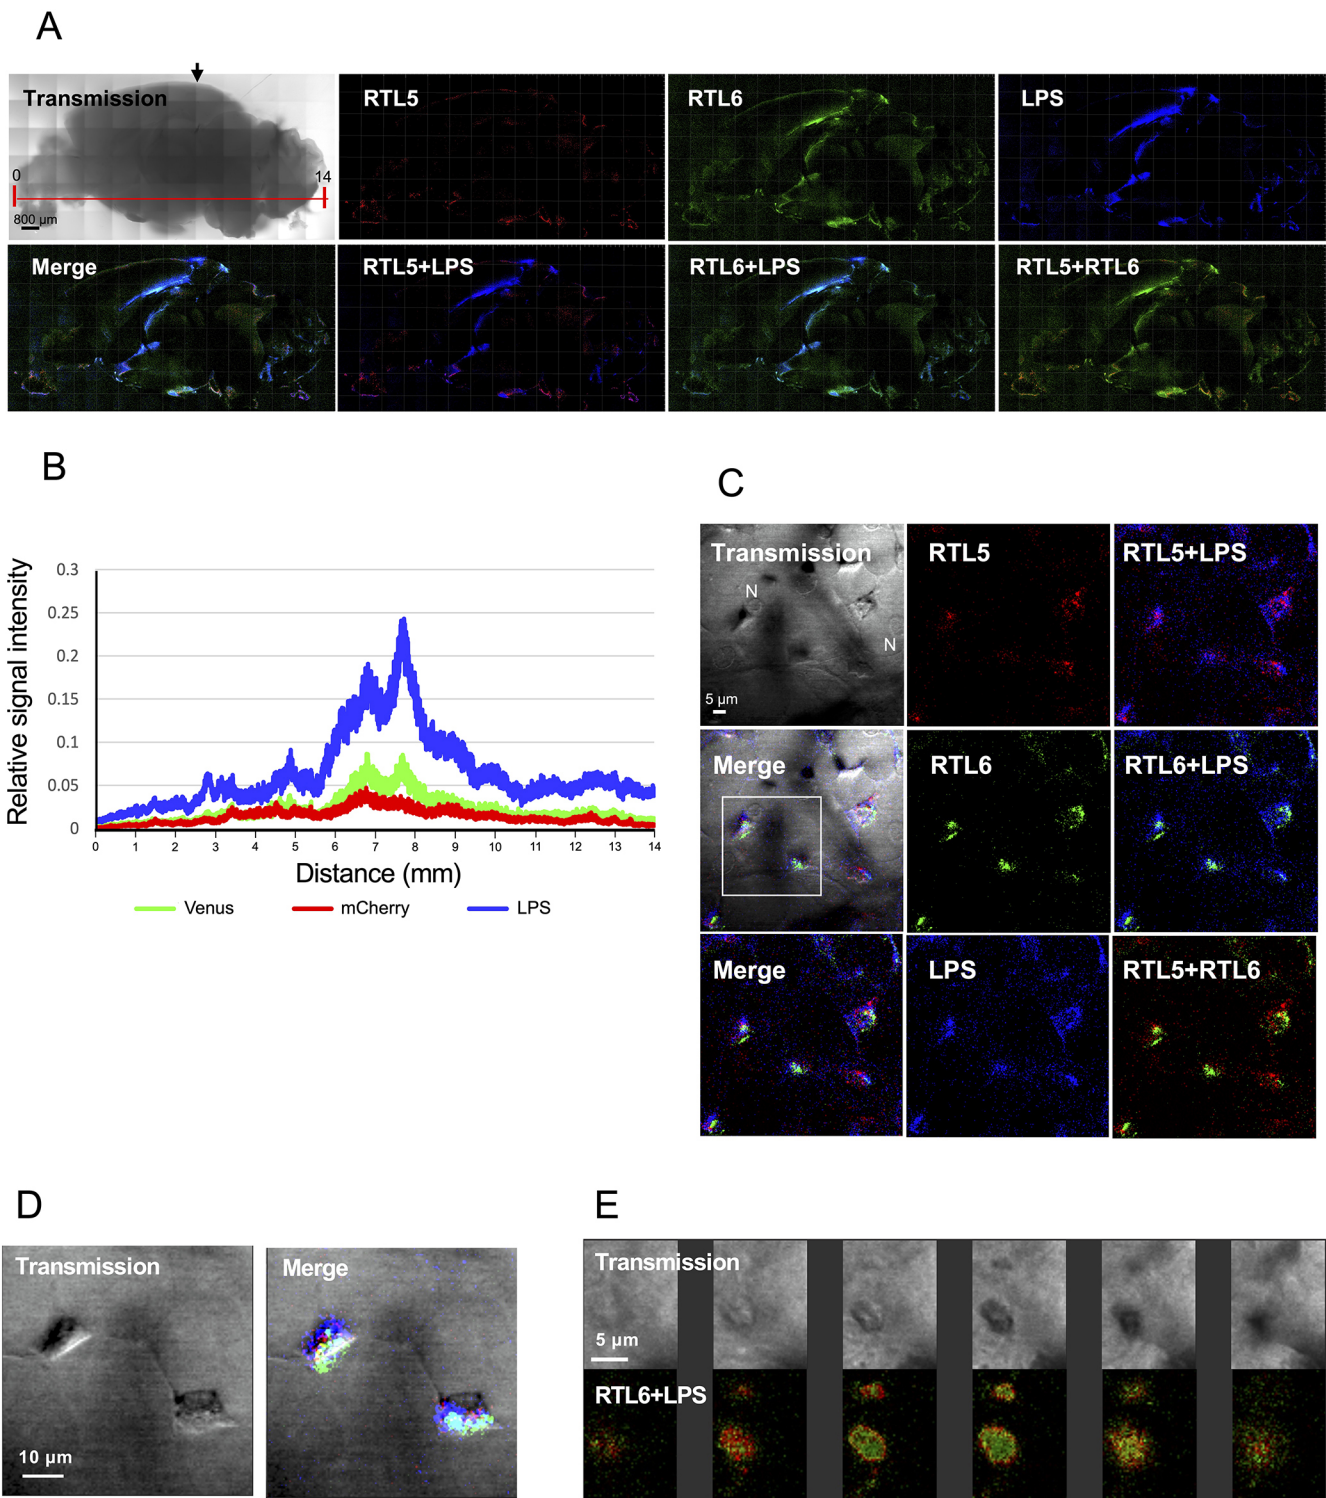 A
Transmission
RTL5
RTL6
LPS
0
14
800 µm
Merge
RTL5+LPS
RTL6+LPS
RTL5+RTL6
B
Relative signal intensity
0.3
0.25
0.2
0.15
0.1
0.05
0
0 1 2 3 4 5 6 7 8 9 10 11 12 13 14
Distance (mm)
Venus mCherry LPS
C
Transmission
RTL5
RTL5+LPS
N
N
5 µm
Merge
RTL6
RTL6+LPS
Merge
LPS
RTL5+RTL6
D
Transmission
Merge
10 µm
E
Transmission
5 µm
RTL6+LPS